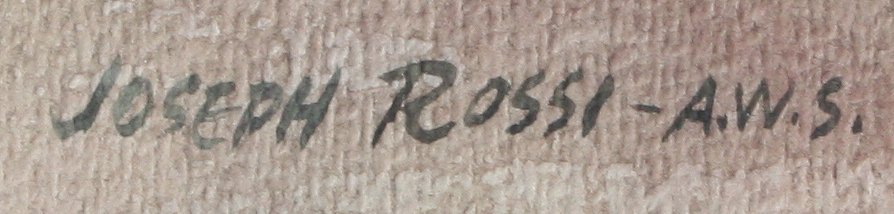 JOSEPH ROSSI - A.W.S.